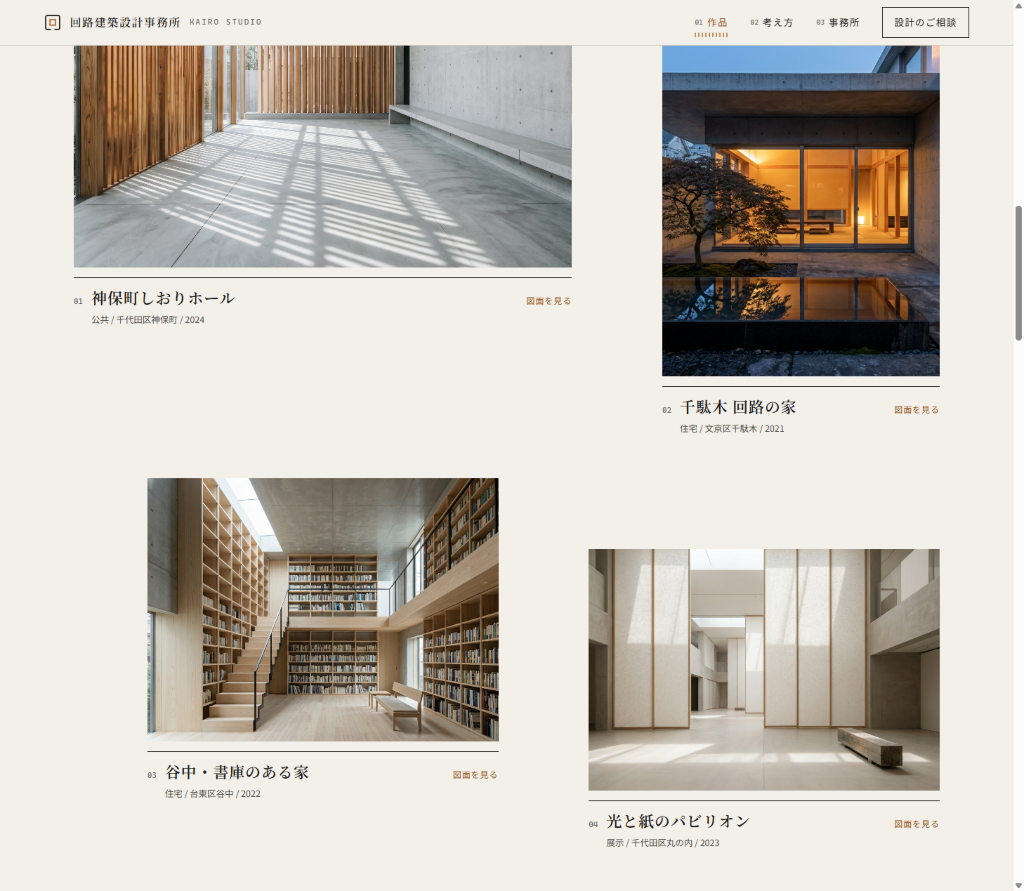 回路建築設計事務所 KAIRO STUDIO
01 作品 02 考え方 03 事務所 設計のご相談
01 神保町しおりホール 図面を見る
公共 / 千代田区神保町 / 2024
02 千駄木 回路の家 図面を見る
住宅 / 文京区千駄木 / 2021
03 谷中・書庫のある家 図面を見る
住宅 / 台東区谷中 / 2022
04 光と紙のパビリオン 図面を見る
展示 / 千代田区丸の内 / 2023